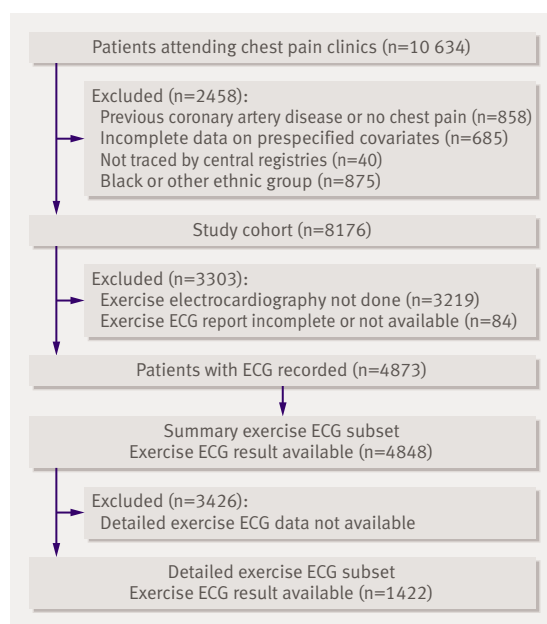 Patients attending chest pain clinics (n=10 634)
Excluded (n=2458):
Previous coronary artery disease or no chest pain (n=858)
Incomplete data on prespecified covariates (n=685)
Not traced by central registries (n=40)
Black or other ethnic group (n=875)
Study cohort (n=8176)
Excluded (n=3303):
Exercise electrocardiography not done (n=3219)
Exercise ECG report incomplete or not available (n=84)
Patients with ECG recorded (n=4873)
Summary exercise ECG subset
Exercise ECG result available (n=4848)
Excluded (n=3426):
Detailed exercise ECG data not available
Detailed exercise ECG subset
Exercise ECG result available (n=1422)